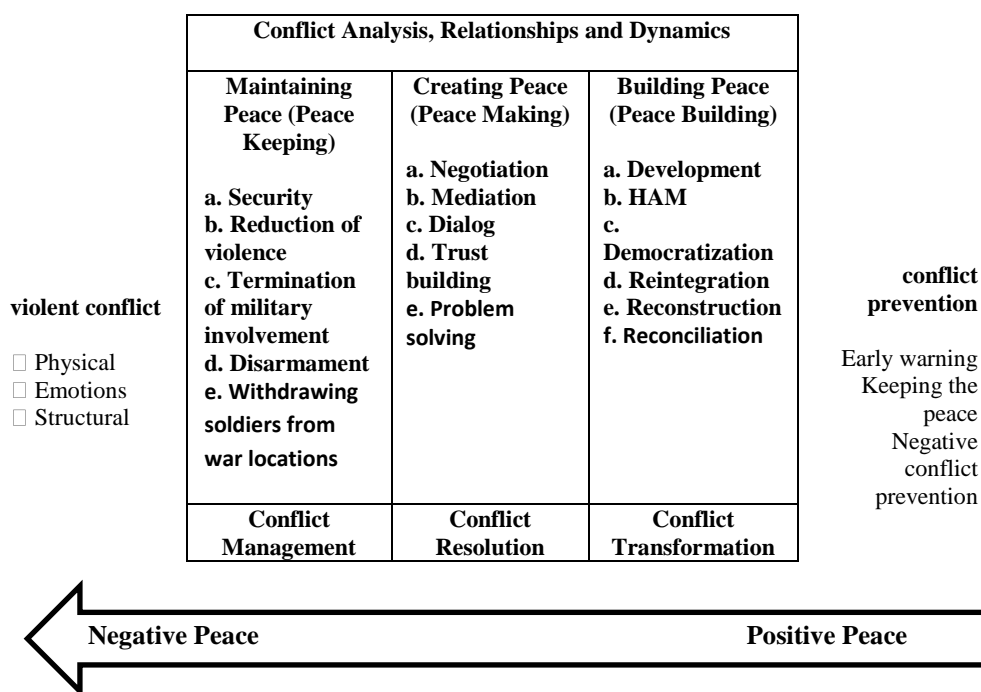 Conflict Analysis, Relationships and Dynamics
Maintaining
Peace (Peace
Keeping)
a. Security
b. Reduction of
violence
c. Termination
of military
involvement
d. Disarmament
e. Withdrawing
soldiers from
war locations
Creating Peace
(Peace Making)
a. Negotiation
b. Mediation
c. Dialog
d. Trust
building
e. Problem
solving
Building Peace
(Peace Building)
a. Development
b. HAM
c.
Democratization
d. Reintegration
e. Reconstruction
f. Reconciliation
violent conflict
□ Physical
□ Emotions
□ Structural
conflict
prevention
Early warning
Keeping the
peace
Negative
conflict
prevention
Conflict
Management
Conflict
Resolution
Conflict
Transformation
Negative Peace
Positive Peace